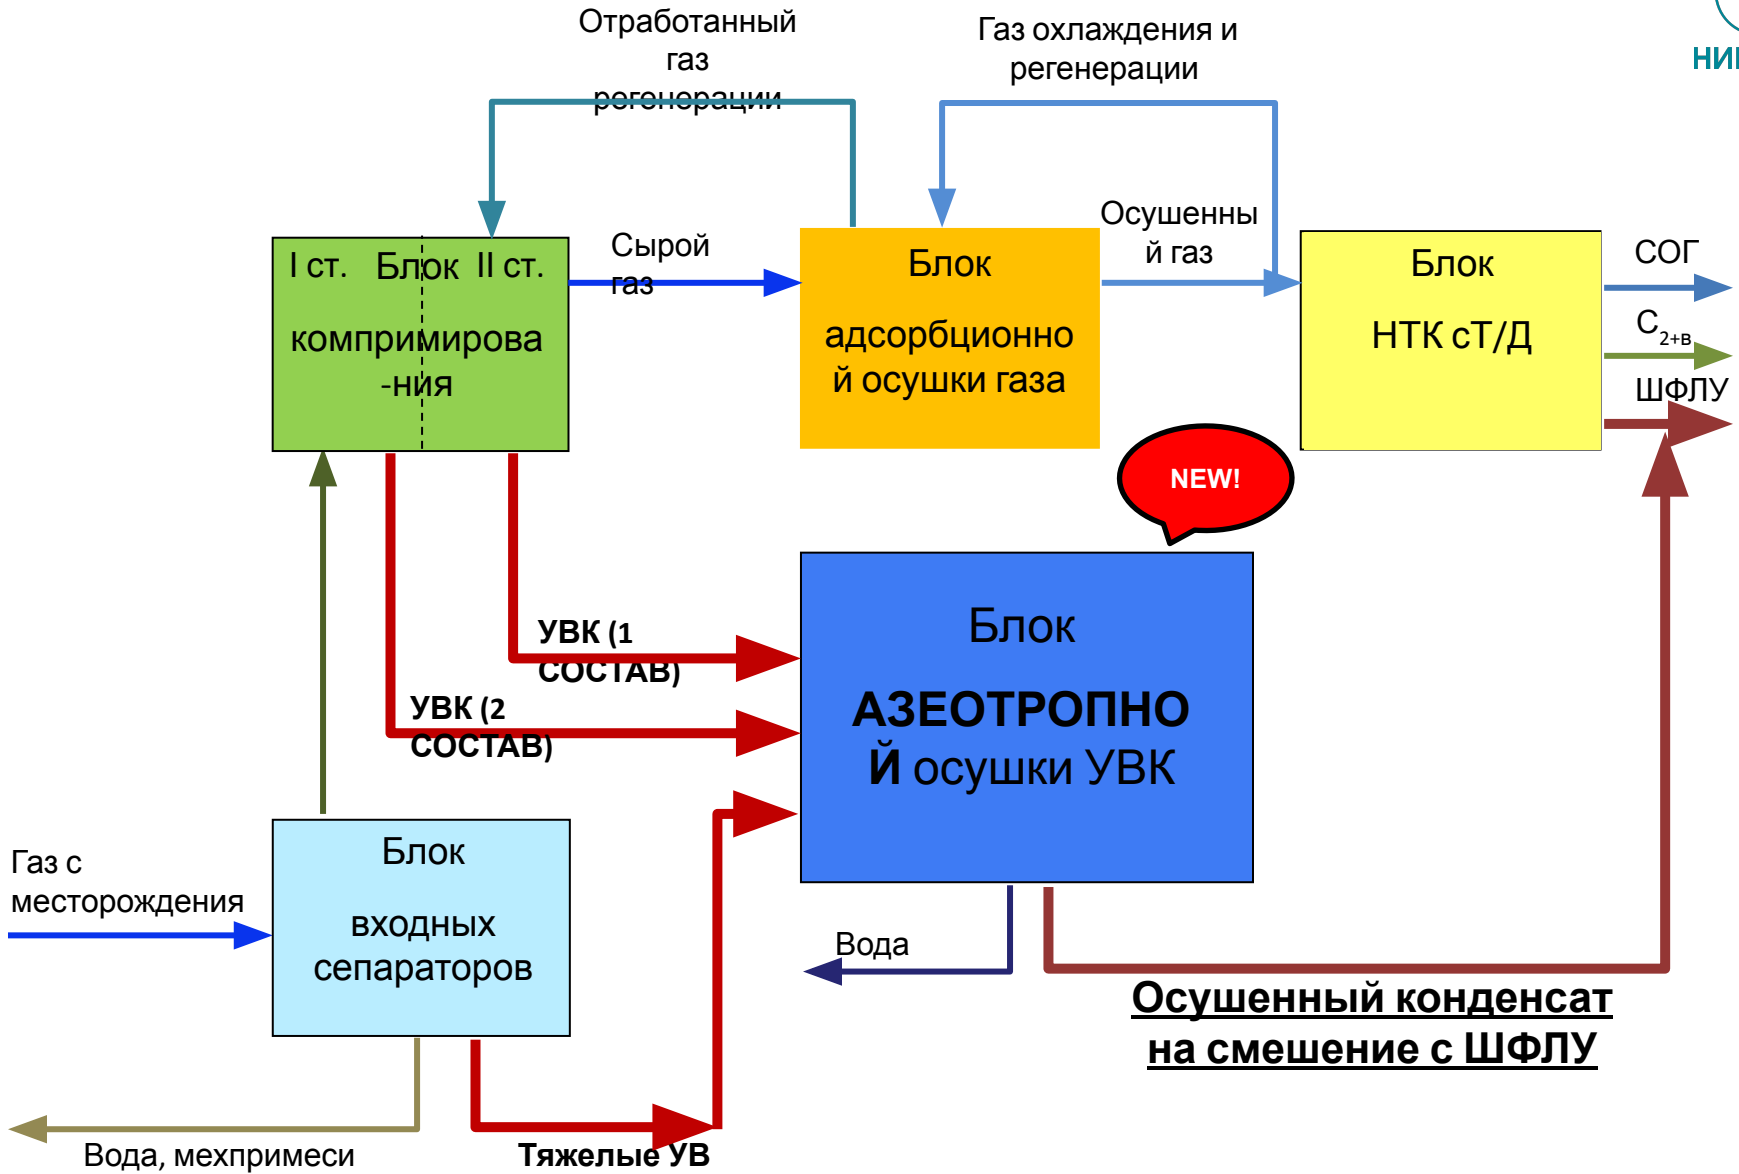 Отработанный
газ
регенерации
Газ охлаждения и
регенерации
НИ
I ст. Блок II ст.
компримирова
-ния
Сырой
газ
Блок
адсорбционно
й осушки газа
Осушенны
й газ
Блок
НТК сТ/Д
СОГ
С2+в
ШФЛУ
NEW!
УВК (1
СОСТАВ)
УВК (2
СОСТАВ)
Блок
АЗЕОТРОПНО
Й осушки УВК
Газ с
месторождения
Блок
входных
сепараторов
Вода
Осушенный конденсат
на смешение с ШФЛУ
Вода, мехпримеси
Тяжелые УВ